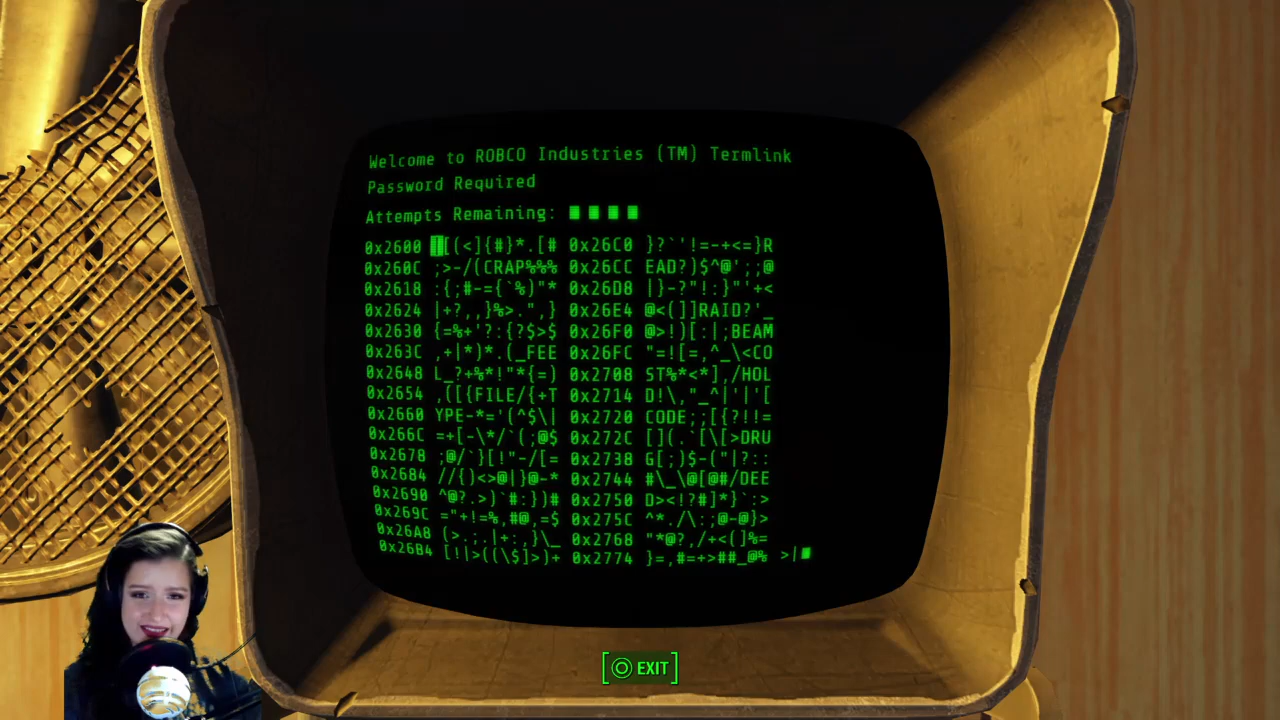 Welcome to ROBCO Industries (TM) Termlink
Password Required
Attempts Remaining:
0x2600 [(<]{#}*.[# 0x26C0 }?`'!=-+<=}R
0x260C ;>-/(CRAP%%% 0x26CC EAD?)$^@';;@
0x2618 :{;#-={`%)"* 0x26D8 |}-?"!:}"'+<
0x2624 |+?,,}%>.",} 0x26E4 @<(]]RAID?'_
0x2630 {=%+'?:{?$>$ 0x26F0 @>!)[:|;BEAM
0x263C ,+|*)*.(_FEE 0x26FC "=![=,^_\<CO
0x2648 L_?+%*!"*{=) 0x2708 ST%*<*],/HOL
0x2654 ,([{FILE/{+T 0x2714 D!\,"_^|'|'[
0x2660 YPE-*='(^$\| 0x2720 CODE;;[{?!!=
0x266C =+[-\*/`(;@$ 0x272C [](.`[\[>DRU
0x2678 ;@/`}[!"-/[= 0x2738 G[;)$-("|?::
0x2684 //{)<>@|}@-* 0x2744 #\_\@[@#/DEE
0x2690 ^@?.>)`#:})# 0x2750 D><!?#]*}`:>
0x269C ="+!=%,#@,=$ 0x275C ^*./\:;@-@}>
0x26A8 (>.;.|+:,}\_ 0x2768 "*@?,/+<(]%=
0x26B4 [!|>((\$]>)+ 0x2774 }=,#=+>##_@% >|
EXIT